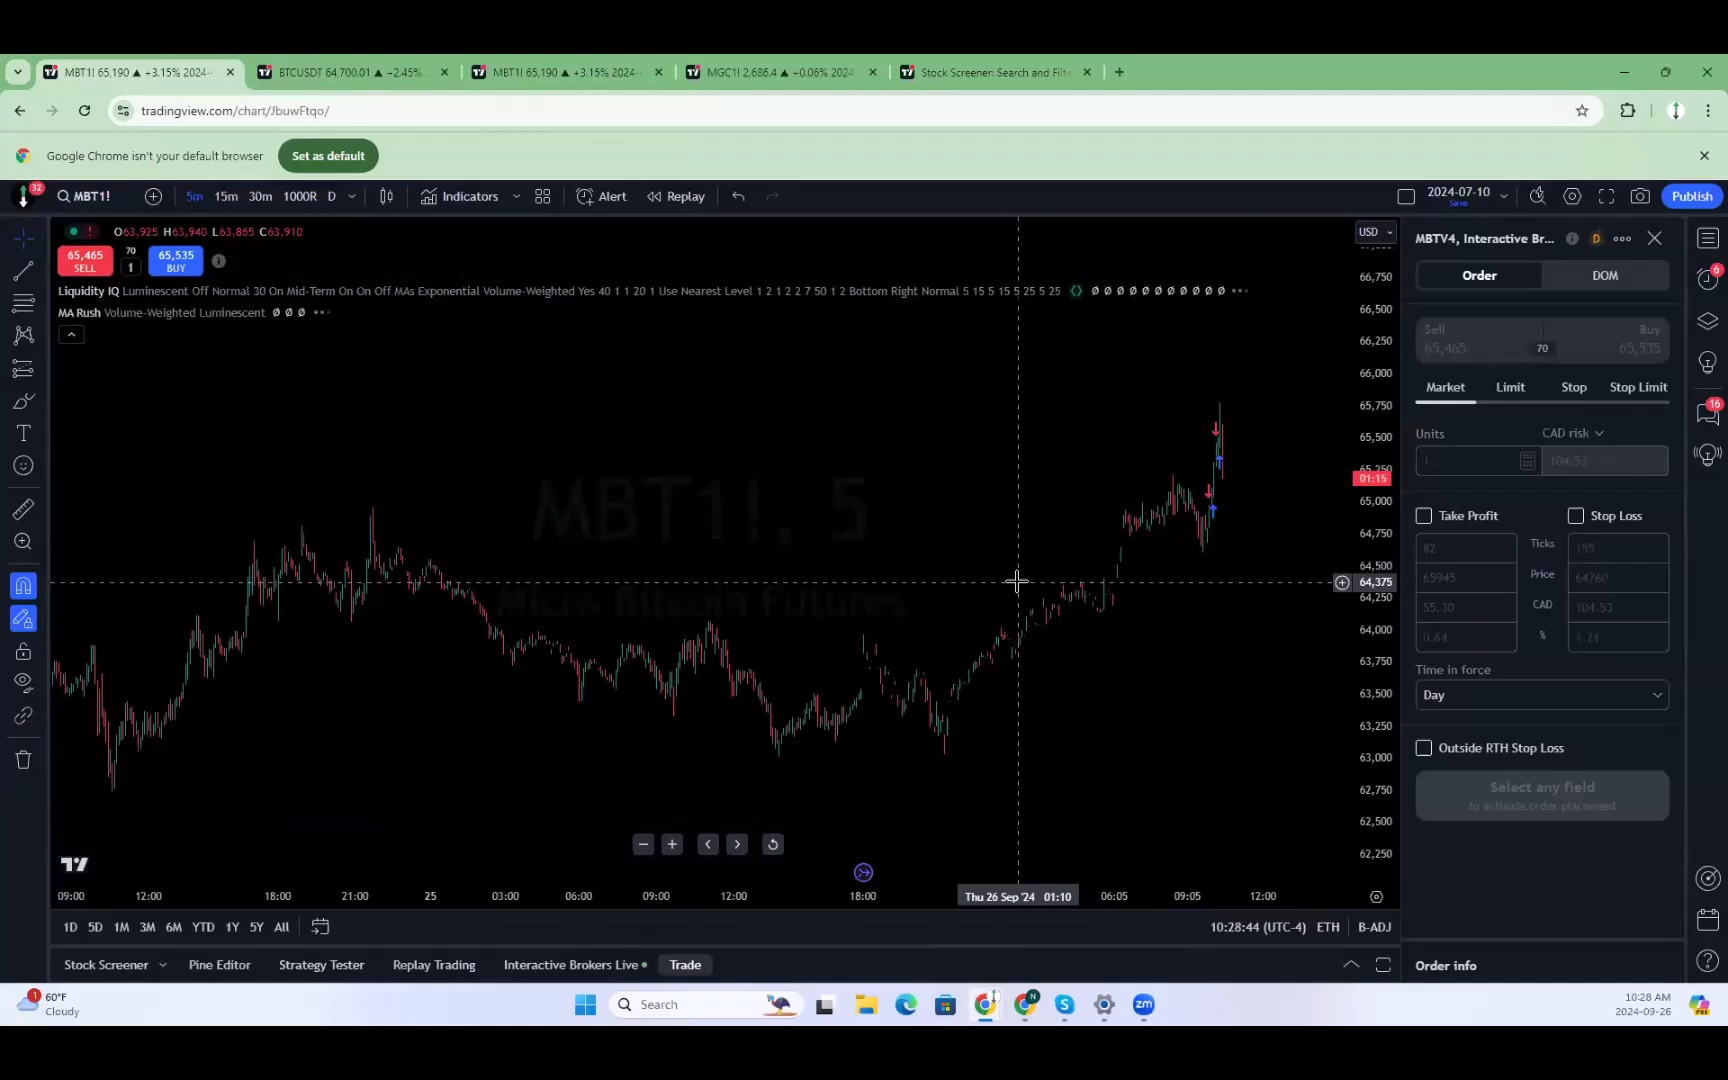 MBT1! 65,190 ▲ +3.15% 2024-
BTCUSDT 64,700.01 ▲ −2.45%
MBT1! 65,190 ▲ +3.15% 2024-
MGC1! 2,686.4 ▲ −0.06% 2024
Stock Screener: Search and Filte
tradingview.com/chart/JbuwFtqo/
Google Chrome isn't your default browser
Set as default
32
MBT1!
5m 15m 30m 1000R D
Indicators
Alert
Replay
2024-07-10
Save
Publish
O63,925 H63,940 L63,865 C63,910
USD
65,465
SELL
70
1
65,535
BUY
Liquidity IQ Luminescent Off Normal 30 On Mid-Term On On Off MAs Exponential Volume-Weighted Yes 40 1 1 20 1 Use Nearest Level 1 2 1 2 2 7 50 1 2 Bottom Right Normal 5 15 5 15 5 25 5 25 Ø Ø Ø Ø Ø Ø Ø Ø Ø Ø
MA Rush Volume-Weighted Luminescent Ø Ø Ø
MBT1!, 5
Micro Bitcoin Futures
66,750
66,500
66,250
66,000
65,750
65,500
65,250
01:15
65,000
64,750
64,500
64,375
64,250
64,000
63,750
63,500
63,250
63,000
62,750
62,500
62,250
09:00 12:00 18:00 21:00 25 03:00 06:00 09:00 12:00 18:00 Thu 26 Sep '24 01:10 06:05 09:05 12:00
1D 5D 1M 3M 6M YTD 1Y 5Y All
10:28:44 (UTC-4) ETH B-ADJ
Stock Screener
Pine Editor
Strategy Tester
Replay Trading
Interactive Brokers Live
Trade
MBTV4, Interactive Br...
D
Order
DOM
Sell
65,465
70
Buy
65,535
Market Limit Stop Stop Limit
Units
CAD risk
1
104.53
Take Profit
Stop Loss
82 Ticks 155
65945 Price 64760
55.30 CAD 104.53
0.64 % 1.21
Time in force
Day
Outside RTH Stop Loss
Select any field
to activate order placement
Order info
6
16
1
60°F
Cloudy
Search
N
S
zm
10:28 AM
2024-09-26
PRE